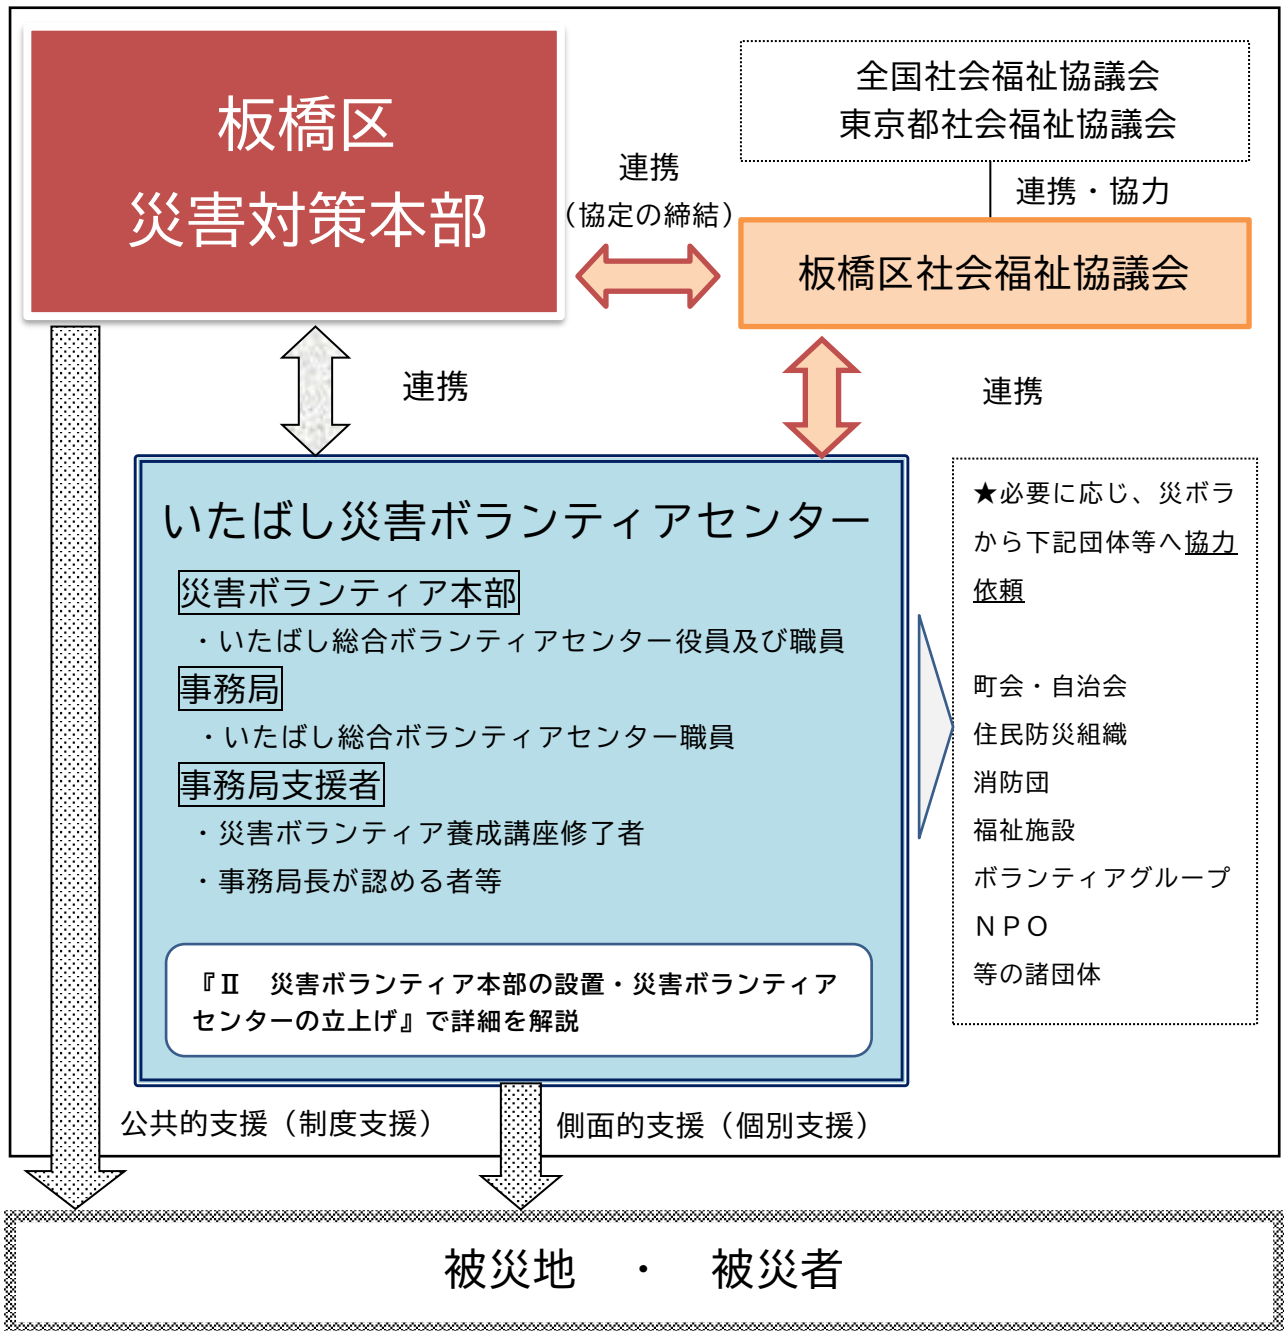 板橋区
災害対策本部
全国社会福祉協議会
東京都社会福祉協議会
連携
（協定の締結）
連携・協力
板橋区社会福祉協議会
連携
連携
いたばし災害ボランティアセンター
災害ボランティア本部
・いたばし総合ボランティアセンター役員及び職員
事務局
・いたばし総合ボランティアセンター職員
事務局支援者
・災害ボランティア養成講座修了者
・事務局長が認める者等
『Ⅱ　災害ボランティア本部の設置・災害ボランティア
センターの立上げ』で詳細を解説
★必要に応じ、災ボラ
から下記団体等へ協力
依頼
町会・自治会
住民防災組織
消防団
福祉施設
ボランティアグループ
ＮＰＯ
等の諸団体
公共的支援（制度支援）
側面的支援（個別支援）
被災地　・　被災者